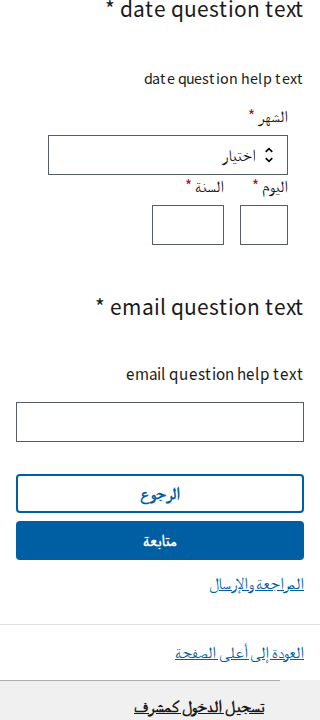 date question text *
date question help text
الشهر *
اختيار
اليوم *
السنة *
email question text *
email question help text
الرجوع
متابعة
المراجعة والإرسال
العودة إلى أعلى الصفحة
تسجيل الدخول كمشرف